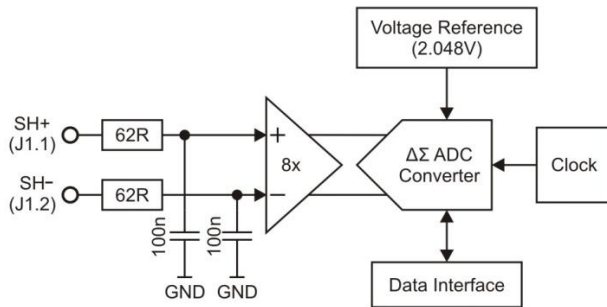 Voltage Reference
(2.048V)
SH+
(J1.1)
62R
+
8x
ΔΣ ADC
Converter
Clock
SH−
(J1.2)
62R
−
100n
100n
GND
GND
Data Interface